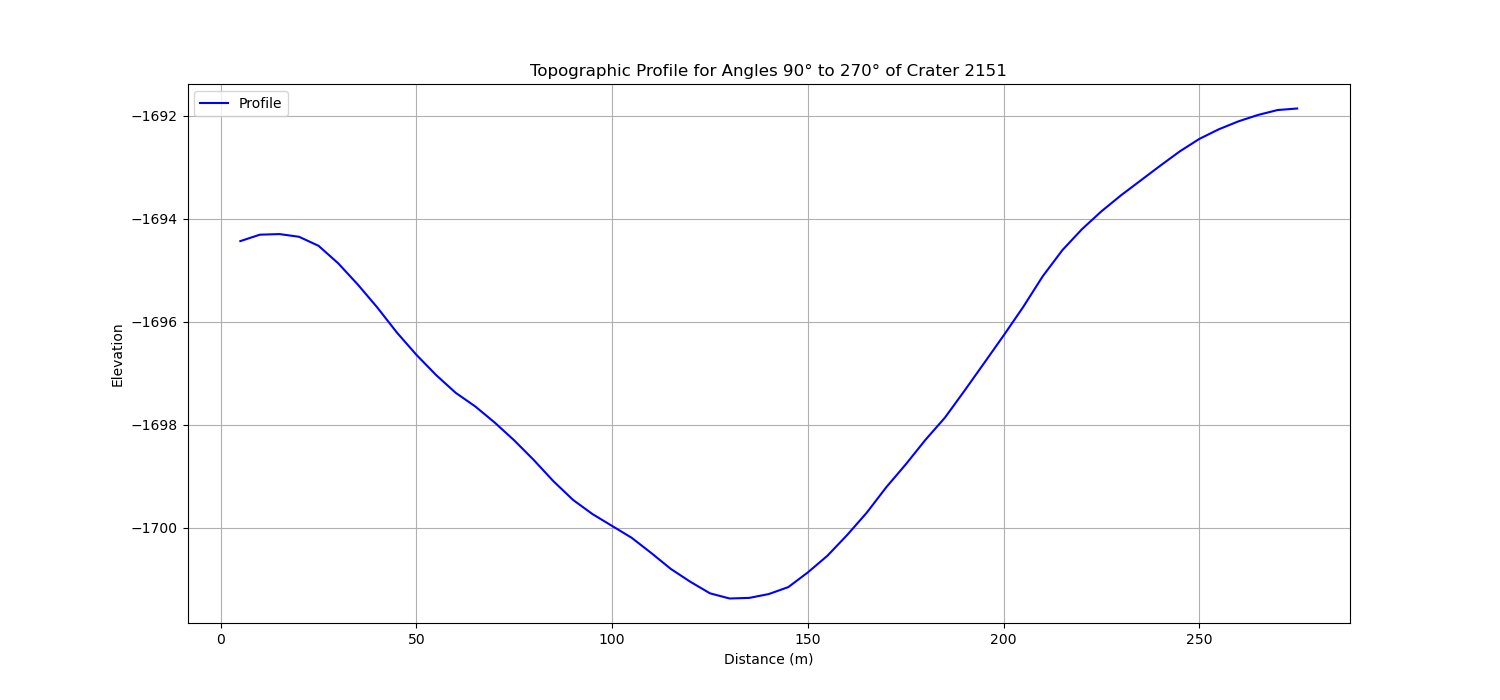 Topographic Profile for Angles 90° to 270° of Crater 2151
Profile
−1692
−1694
−1696
−1698
−1700
Elevation
0 50 100 150 200 250
Distance (m)